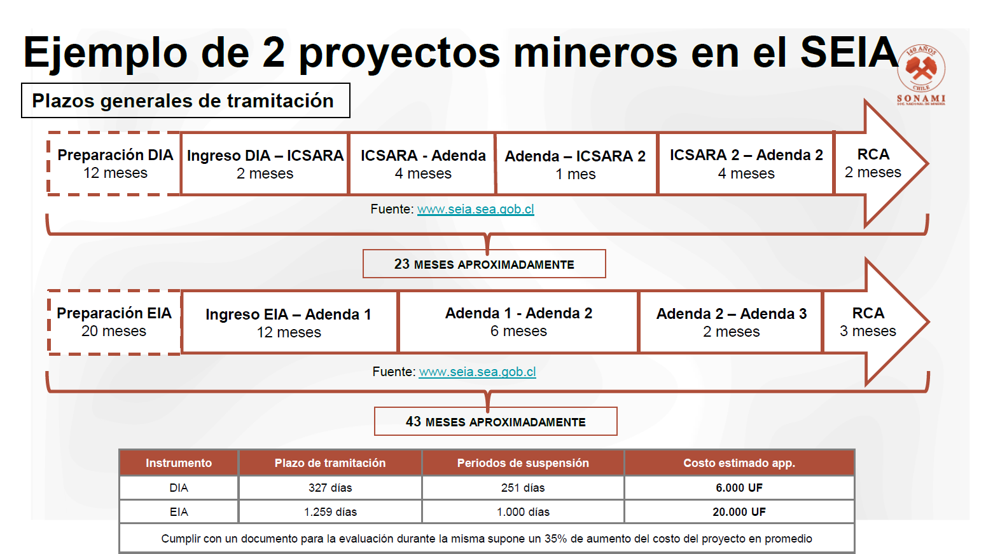 Ejemplo de 2 proyectos mineros en el SEIA
140 AÑOS
CHILE
SONAMI
SOC. NACIONAL DE MINERÍA
Plazos generales de tramitación
Preparación DIA
12 meses
Ingreso DIA – ICSARA
2 meses
ICSARA - Adenda
4 meses
Adenda – ICSARA 2
1 mes
ICSARA 2 – Adenda 2
4 meses
RCA
2 meses
Fuente: www.seia.sea.gob.cl
23 MESES APROXIMADAMENTE
Preparación EIA
20 meses
Ingreso EIA – Adenda 1
12 meses
Adenda 1 - Adenda 2
6 meses
Adenda 2 – Adenda 3
2 meses
RCA
3 meses
Fuente: www.seia.sea.gob.cl
43 MESES APROXIMADAMENTE
Instrumento Plazo de tramitación Periodos de suspensión Costo estimado app.
DIA 327 días 251 días 6.000 UF
EIA 1.259 días 1.000 días 20.000 UF
Cumplir con un documento para la evaluación durante la misma supone un 35% de aumento del costo del proyecto en promedio